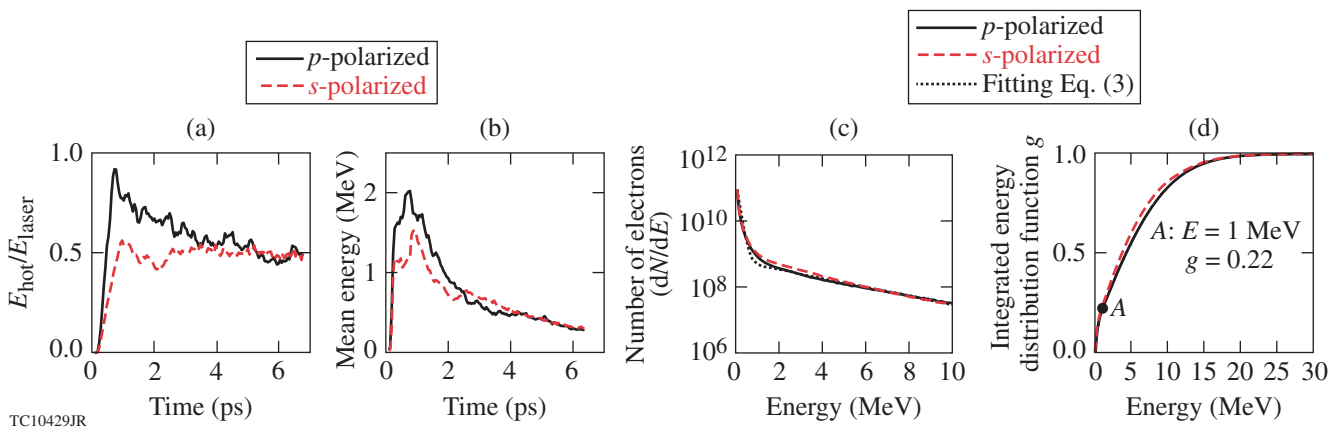 p-polarized
s-polarized
p-polarized
s-polarized
Fitting Eq. (3)
(a)
E_hot/E_laser
1.0
0.5
0.0
0 2 4 6
Time (ps)
(b)
Mean energy (MeV)
2
1
0
0 2 4 6
Time (ps)
(c)
Number of electrons
(dN/dE)
10^12
10^10
10^8
10^6
0 2 4 6 8 10
Energy (MeV)
(d)
Integrated energy
distribution function g
1.0
0.5
0.0
A: E = 1 MeV
g = 0.22
A
0 5 10 15 20 25 30
Energy (MeV)
TC10429JR